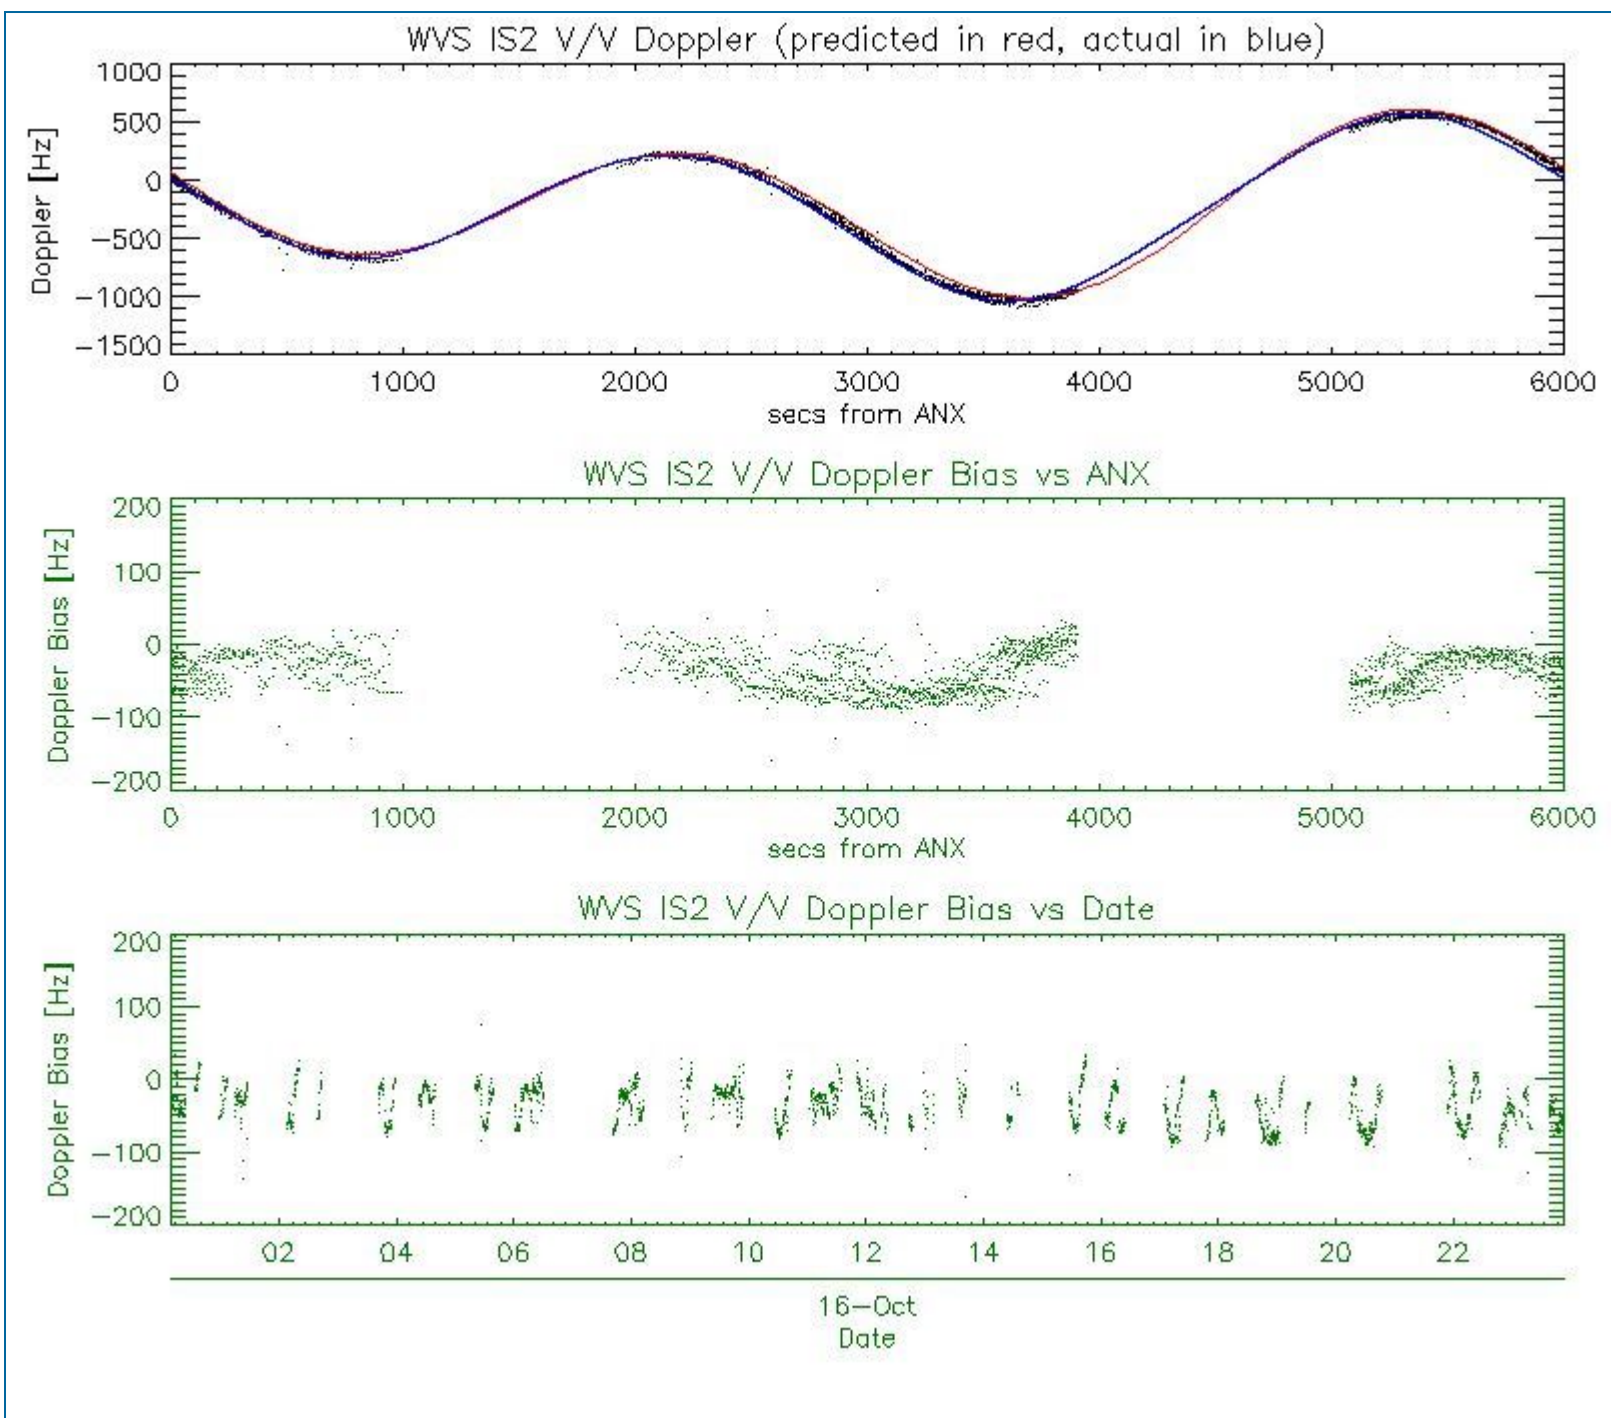 WVS IS2 V/V Doppler (predicted in red, actual in blue)
Doppler [Hz]
1000
500
0
−500
−1000
−1500
0 1000 2000 3000 4000 5000 6000
secs from ANX
WVS IS2 V/V Doppler Bias vs ANX
Doppler Bias [Hz]
200
100
0
−100
−200
0 1000 2000 3000 4000 5000 6000
secs from ANX
WVS IS2 V/V Doppler Bias vs Date
Doppler Bias [Hz]
200
100
0
−100
−200
02 04 06 08 10 12 14 16 18 20 22
16−Oct
Date